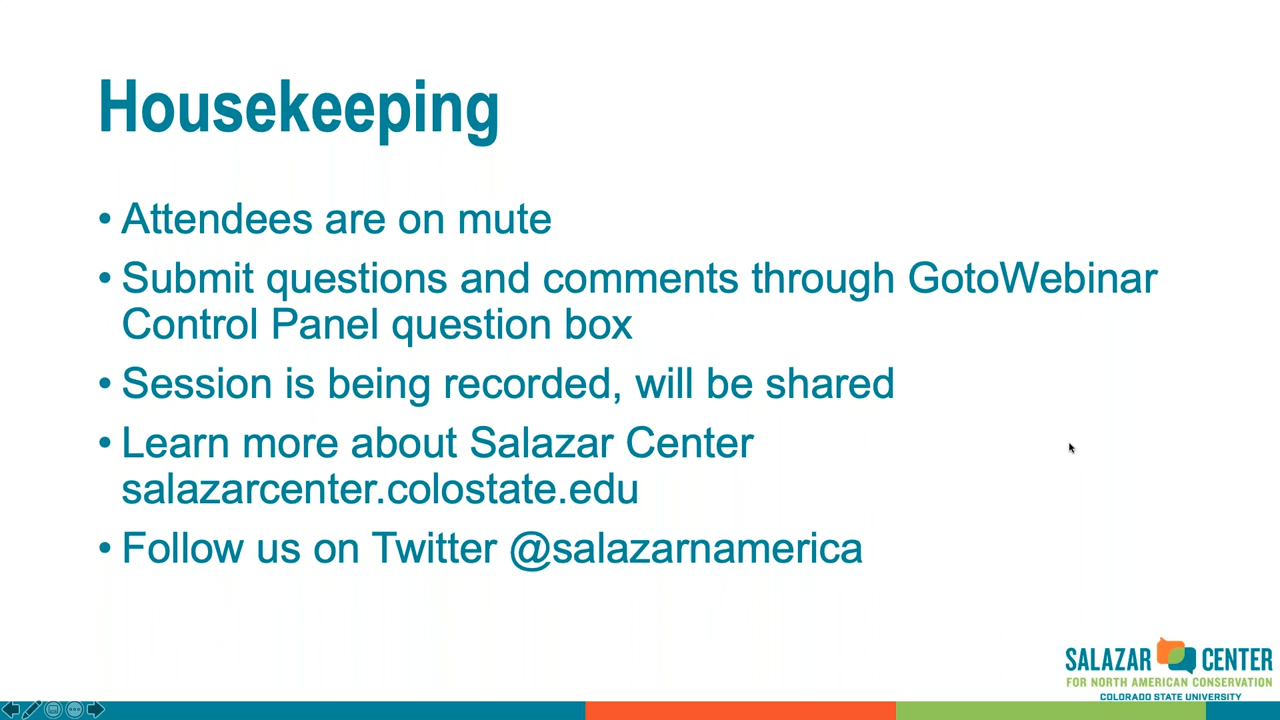 Housekeeping
• Attendees are on mute
• Submit questions and comments through GotoWebinar
Control Panel question box
• Session is being recorded, will be shared
• Learn more about Salazar Center
salazarcenter.colostate.edu
• Follow us on Twitter @salazarnamerica
SALAZAR CENTER
FOR NORTH AMERICAN CONSERVATION
COLORADO STATE UNIVERSITY